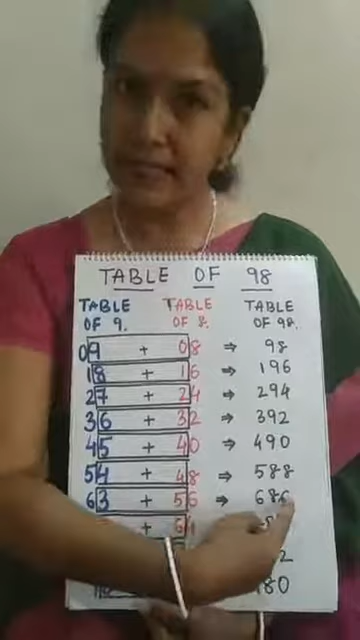 TABLE OF 98
TABLE OF 9. TABLE OF 8. TABLE OF 98.
09 + 08 ⇒ 98
18 + 16 ⇒ 196
27 + 24 ⇒ 294
36 + 32 ⇒ 392
45 + 40 ⇒ 490
54 + 48 ⇒ 588
63 + 56 ⇒ 686
+ 64